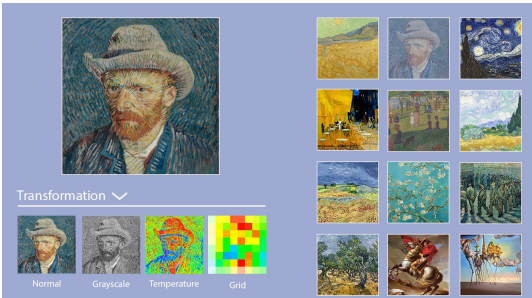 Transformation
Normal
Grayscale
Temperature
Grid